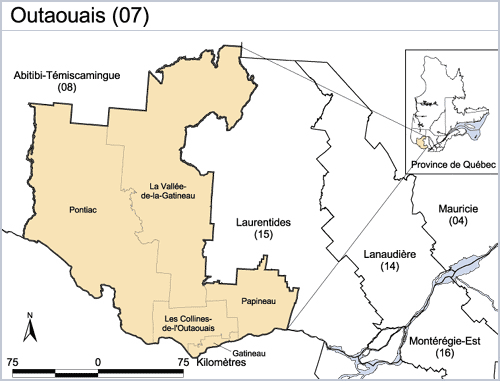 Outaouais (07)
Abitibi-Témiscamingue
(08)
La Vallée-
de-la-Gatineau
Pontiac
Laurentides
(15)
Province de Québec
Mauricie
(04)
Lanaudière
(14)
Papineau
Les Collines-
de-l'Outaouais
Gatineau
Montérégie-Est
(16)
N
75 0 75
Kilomètres